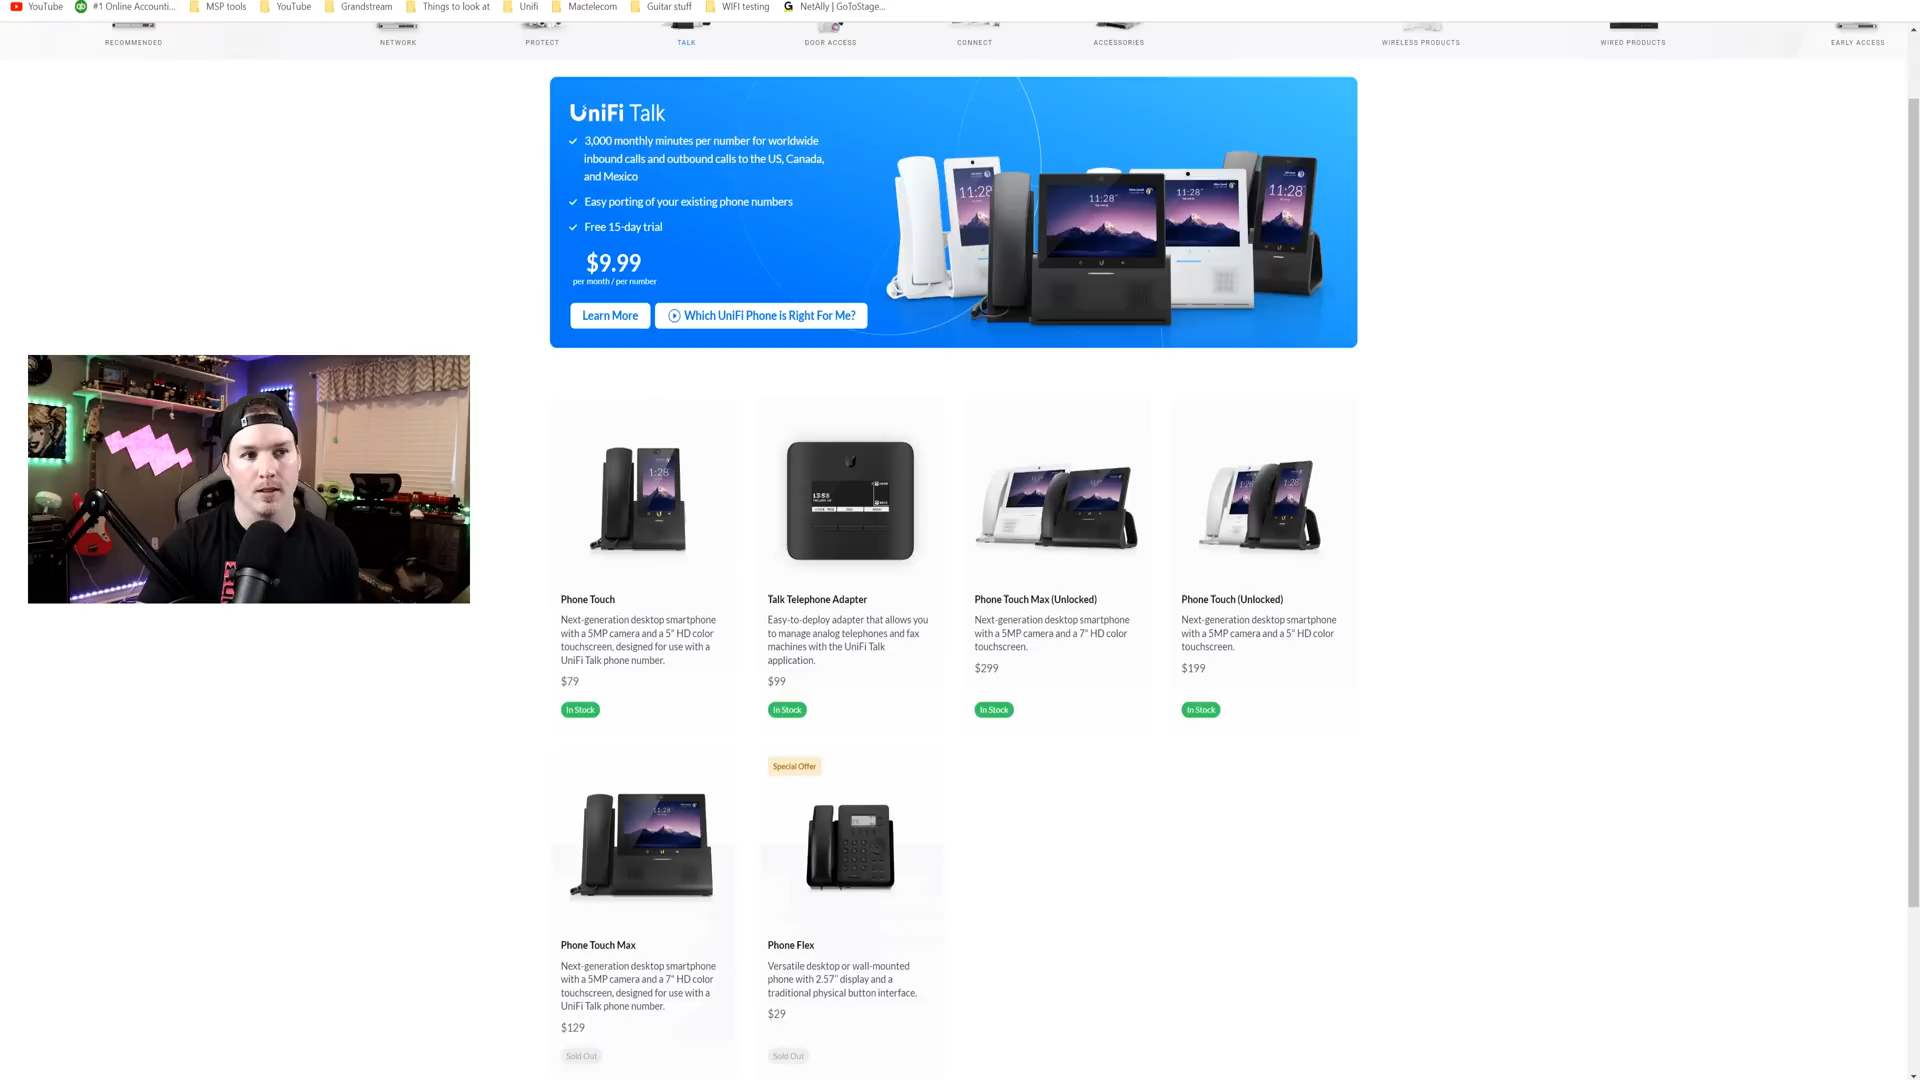 YouTube
#1 Online Accounti...
MSP tools
YouTube
Grandstream
Things to look at
Unifi
Mactelecom
Guitar stuff
WIFI testing
NetAlly | GoToStage...
RECOMMENDED
NETWORK
PROTECT
TALK
DOOR ACCESS
CONNECT
ACCESSORIES
WIRELESS PRODUCTS
WIRED PRODUCTS
EARLY ACCESS
UniFi Talk
3,000 monthly minutes per number for worldwide
inbound calls and outbound calls to the US, Canada,
and Mexico
Easy porting of your existing phone numbers
Free 15-day trial
$9.99
per month / per number
Learn More
Which UniFi Phone is Right For Me?
11:28
11:28
11:28
11:28
Phone Touch
Next-generation desktop smartphone
with a 5MP camera and a 5" HD color
touchscreen, designed for use with a
UniFi Talk phone number.
$79
In Stock
Talk Telephone Adapter
Easy-to-deploy adapter that allows you
to manage analog telephones and fax
machines with the UniFi Talk
application.
$99
In Stock
Phone Touch Max (Unlocked)
Next-generation desktop smartphone
with a 5MP camera and a 7" HD color
touchscreen.
$299
In Stock
Phone Touch (Unlocked)
Next-generation desktop smartphone
with a 5MP camera and a 5" HD color
touchscreen.
$199
In Stock
11:28
Phone Touch Max
Next-generation desktop smartphone
with a 5MP camera and a 7" HD color
touchscreen, designed for use with a
UniFi Talk phone number.
$129
Sold Out
Special Offer
Phone Flex
Versatile desktop or wall-mounted
phone with 2.57" display and a
traditional physical button interface.
$29
Sold Out